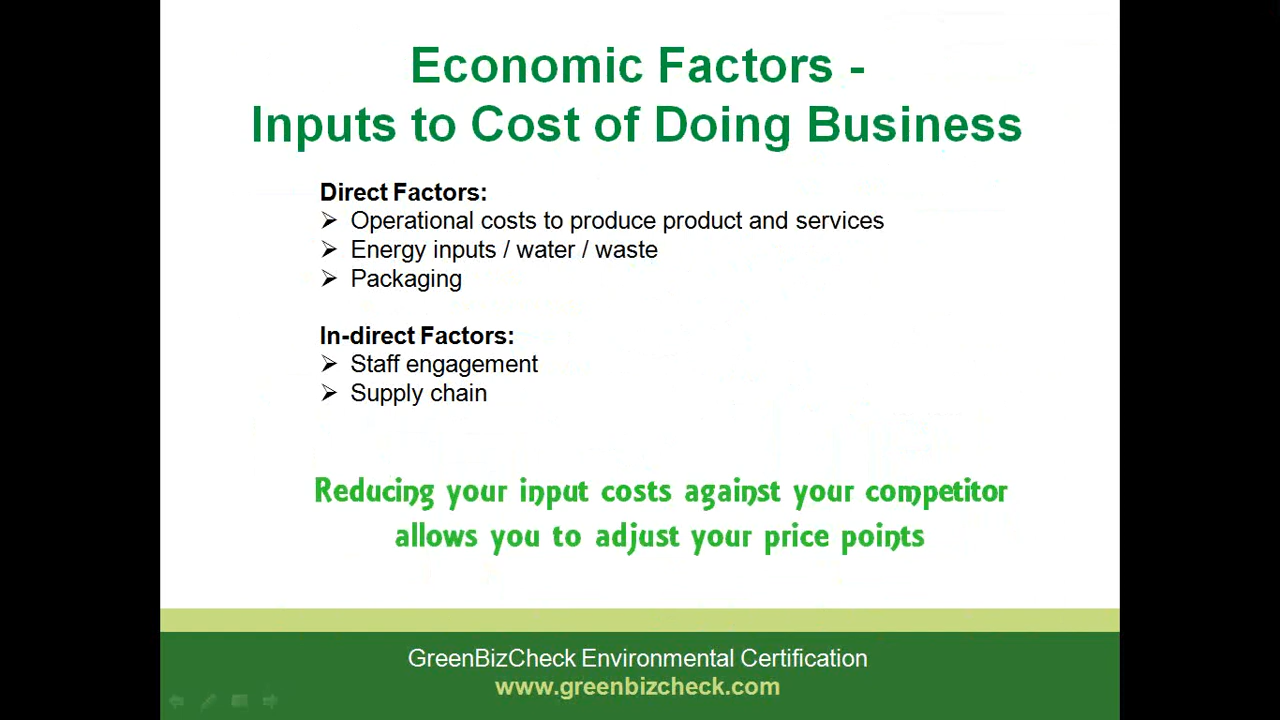 Economic Factors -
Inputs to Cost of Doing Business
Direct Factors:
Operational costs to produce product and services
Energy inputs / water / waste
Packaging
In-direct Factors:
Staff engagement
Supply chain
Reducing your input costs against your competitor
allows you to adjust your price points
GreenBizCheck Environmental Certification
www.greenbizcheck.com